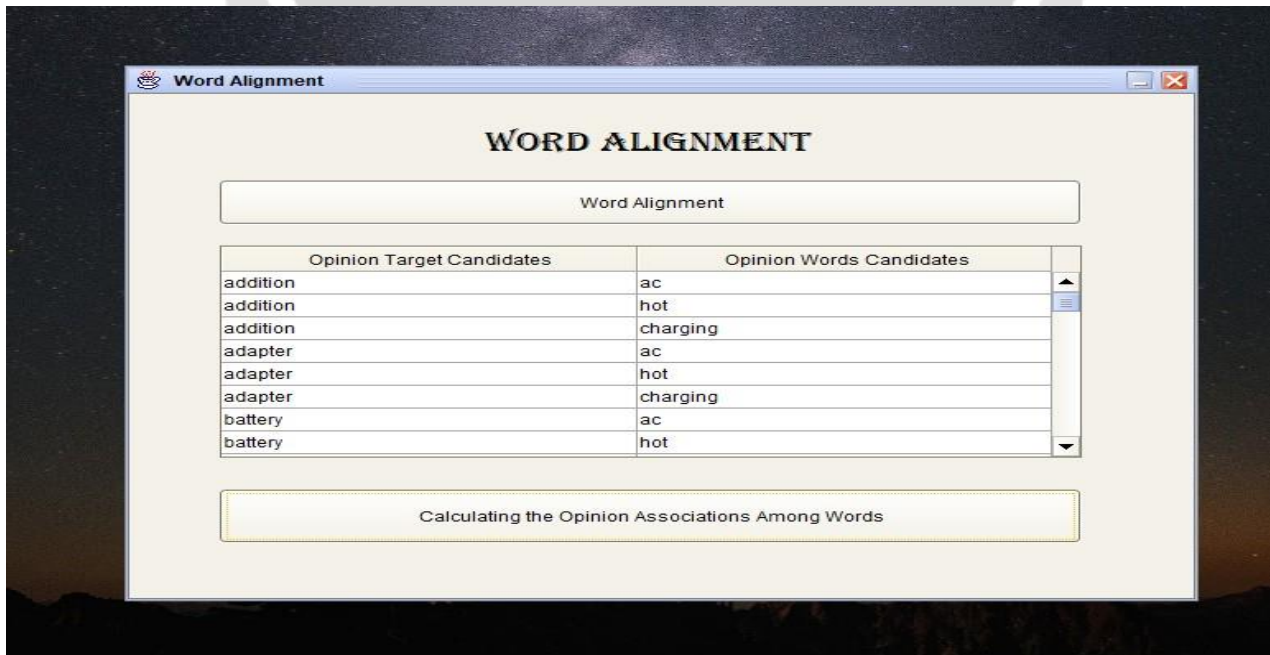 Word Alignment
WORD ALIGNMENT
Word Alignment
Opinion Target Candidates Opinion Words Candidates
addition ac
addition hot
addition charging
adapter ac
adapter hot
adapter charging
battery ac
battery hot
Calculating the Opinion Associations Among Words